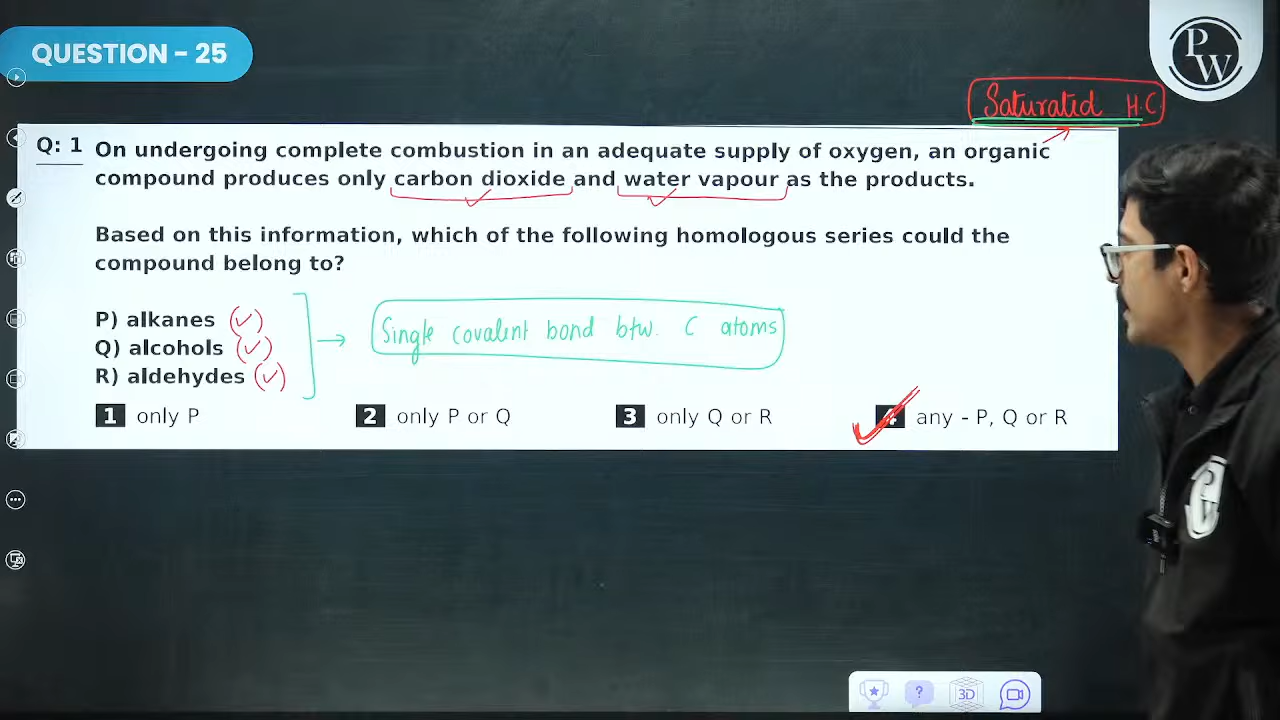 QUESTION - 25
PW
Saturated H.C
Q: 1 On undergoing complete combustion in an adequate supply of oxygen, an organic
compound produces only carbon dioxide and water vapour as the products.
Based on this information, which of the following homologous series could the
compound belong to?
P) alkanes
Q) alcohols
R) aldehydes
Single covalent bond btw. C atoms
1 only P
2 only P or Q
3 only Q or R
4 any - P, Q or R
3D